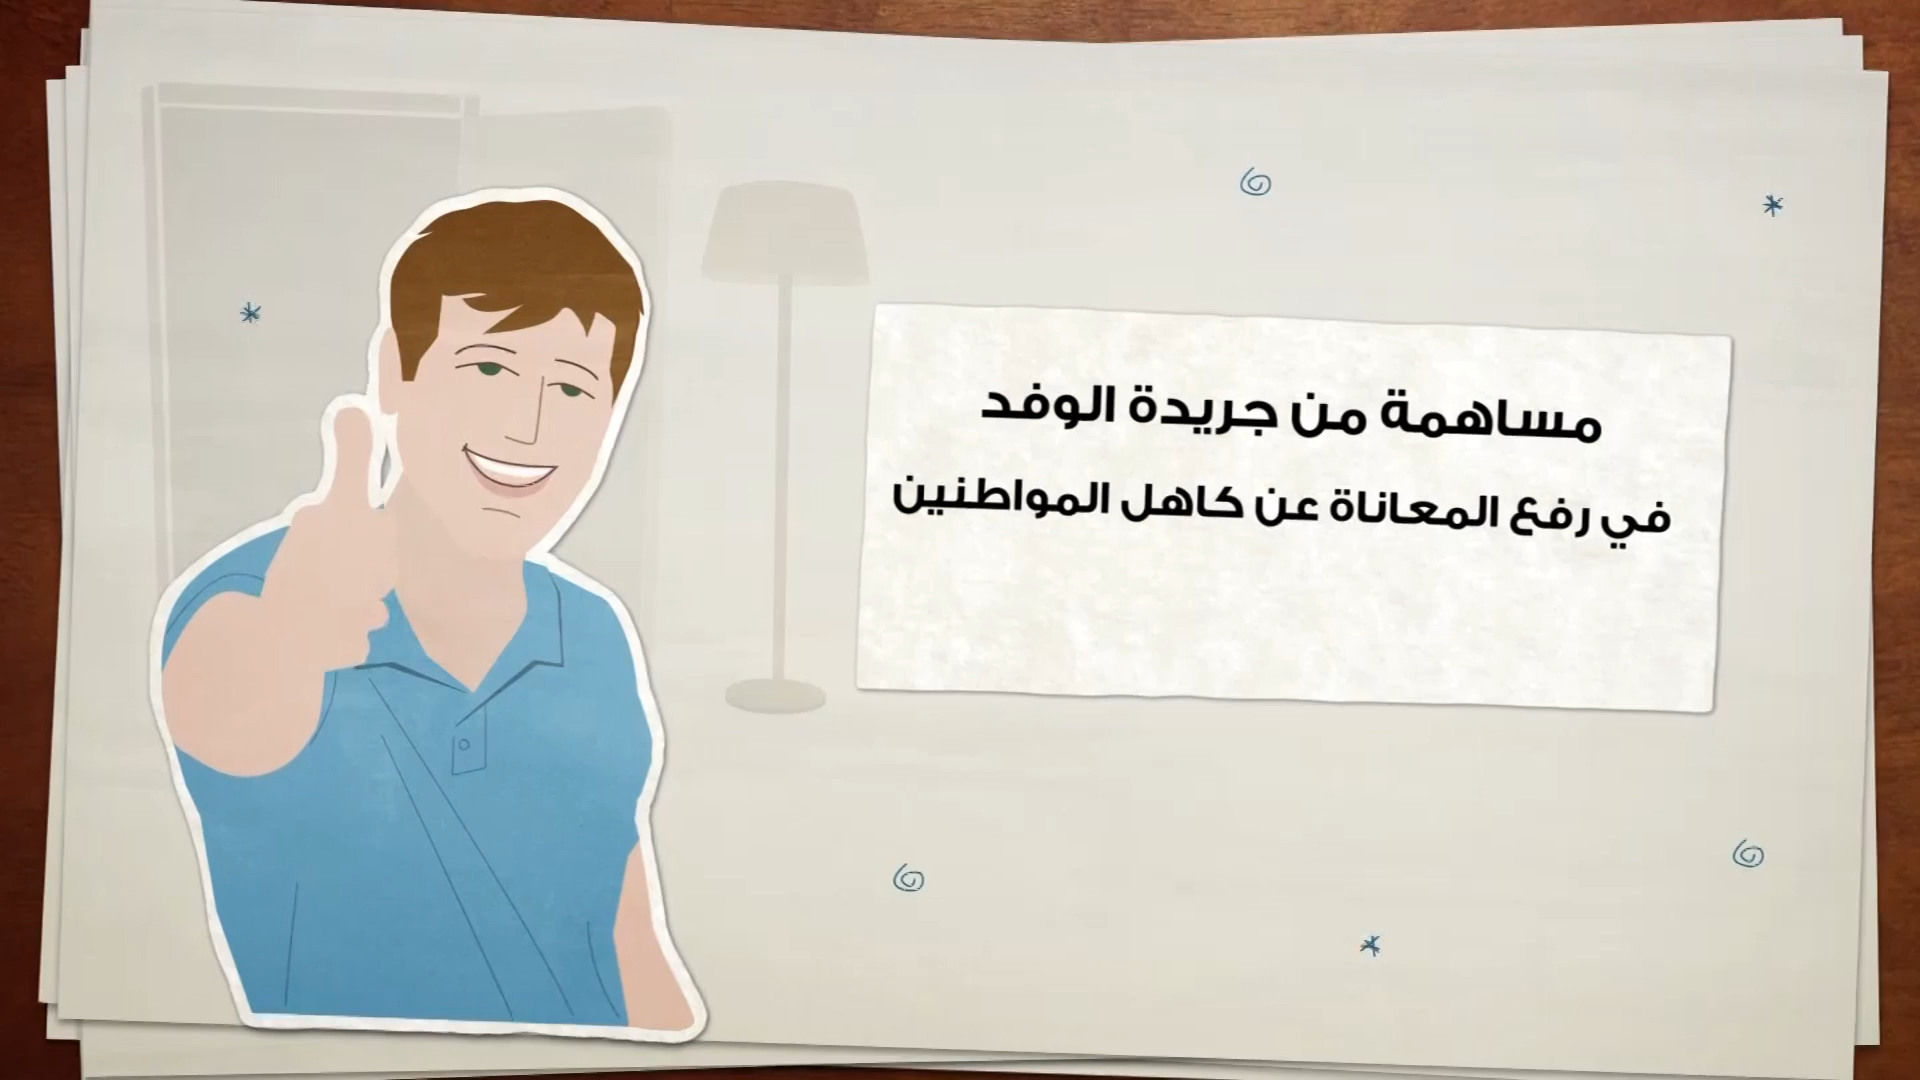 مساهمة من جريدة الوفد
في رفع المعاناة عن كاهل المواطنين